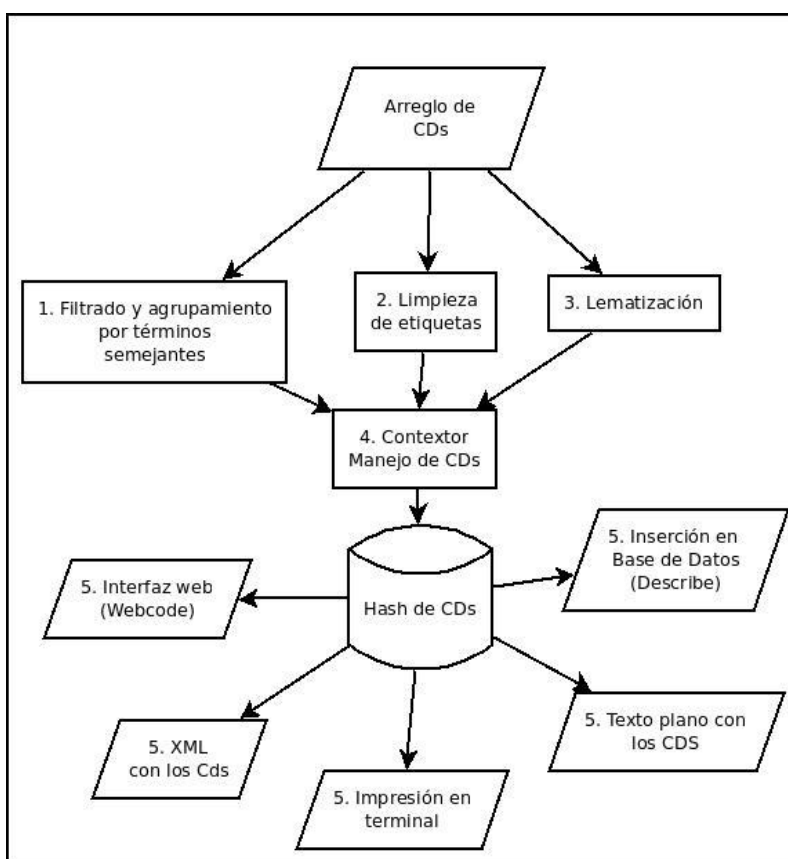 Arreglo de
CDs
1. Filtrado y agrupamiento
por términos
semejantes
2. Limpieza
de etiquetas
3. Lematización
4. Contextor
Manejo de CDs
Hash de CDs
5. Inserción en
Base de Datos
(Describe)
5. Interfaz web
(Webcode)
5. Texto plano con
los CDS
5. XML
con los Cds
5. Impresión en
terminal